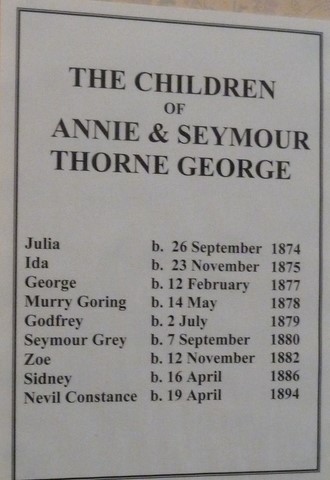 THE CHILDREN
OF
ANNIE & SEYMOUR
THORNE GEORGE
Julia b. 26 September 1874
Ida b. 23 November 1875
George b. 12 February 1877
Murry Goring b. 14 May 1878
Godfrey b. 2 July 1879
Seymour Grey b. 7 September 1880
Zoe b. 12 November 1882
Sidney b. 16 April 1886
Nevil Constance b. 19 April 1894